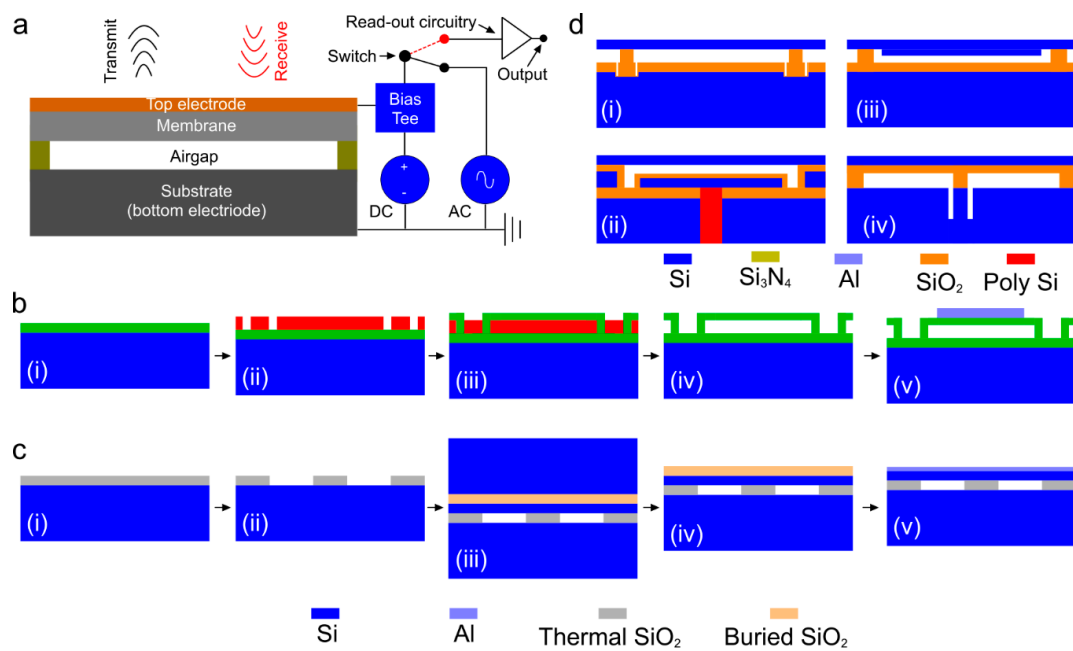 a
Transmit
Receive
Read-out circuitry
Switch
Output
Top electrode
Membrane
Airgap
Substrate
(bottom electriode)
Bias
Tee
+
-
DC
AC
d
(i)
(iii)
(ii)
(iv)
Si
Si₃N₄
Al
SiO₂
Poly Si
b
(i)
(ii)
(iii)
(iv)
(v)
c
(i)
(ii)
(iii)
(iv)
(v)
Si
Al
Thermal SiO₂
Buried SiO₂